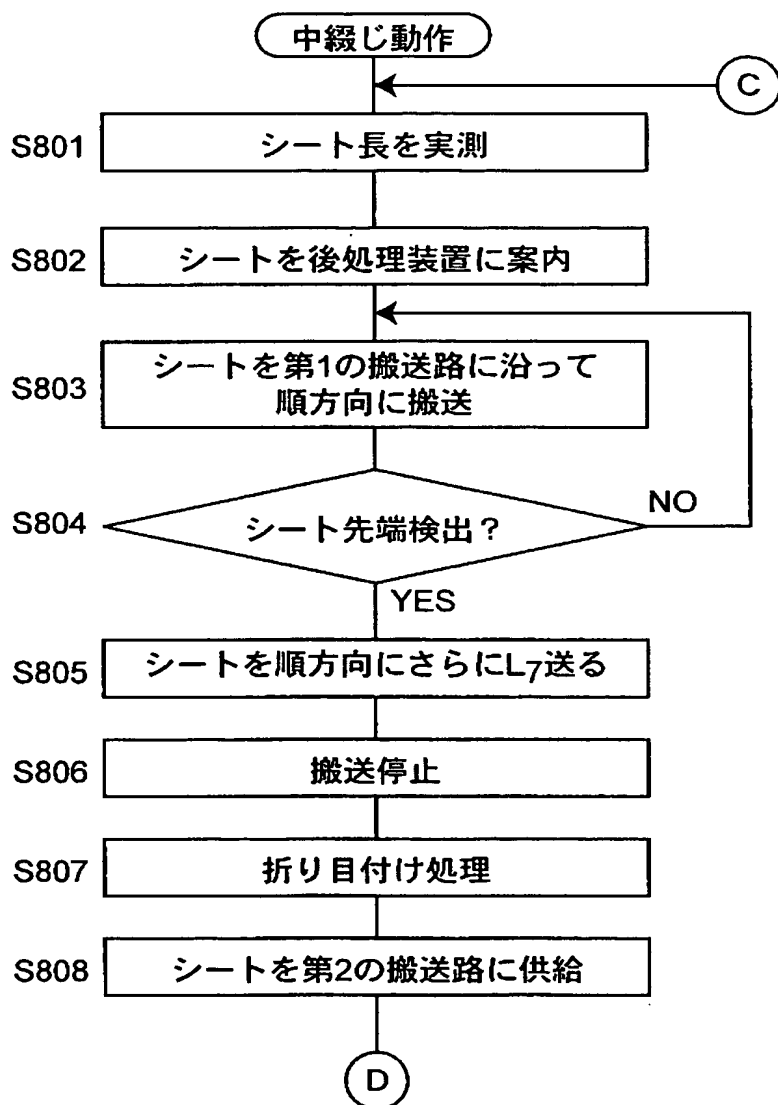 中綴じ動作
C
S801
シート長を実測
S802
シートを後処理装置に案内
S803
シートを第1の搬送路に沿って
順方向に搬送
S804
シート先端検出?
NO
YES
S805
シートを順方向にさらにL7送る
S806
搬送停止
S807
折り目付け処理
S808
シートを第2の搬送路に供給
D